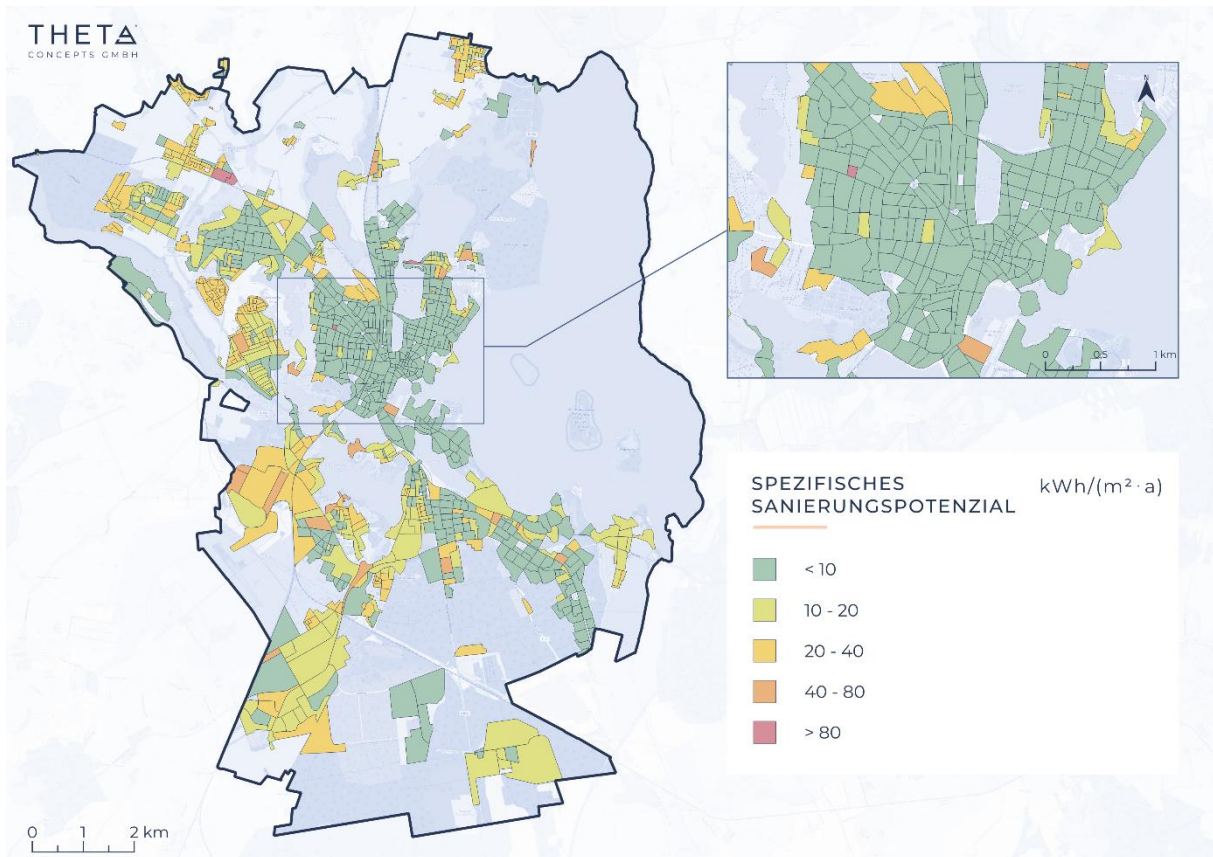 THETA
CONCEPTS GMBH
N
0 0.5 1 km
SPEZIFISCHES
SANIERUNGSPOTENZIAL
kWh/(m² · a)
< 10
10 - 20
20 - 40
40 - 80
> 80
0 1 2 km